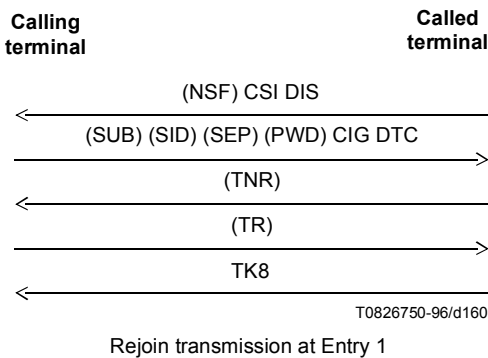 Calling
terminal
Called
terminal
(NSF) CSI DIS
(SUB) (SID) (SEP) (PWD) CIG DTC
(TNR)
(TR)
TK8
T0826750-96/d160
Rejoin transmission at Entry 1